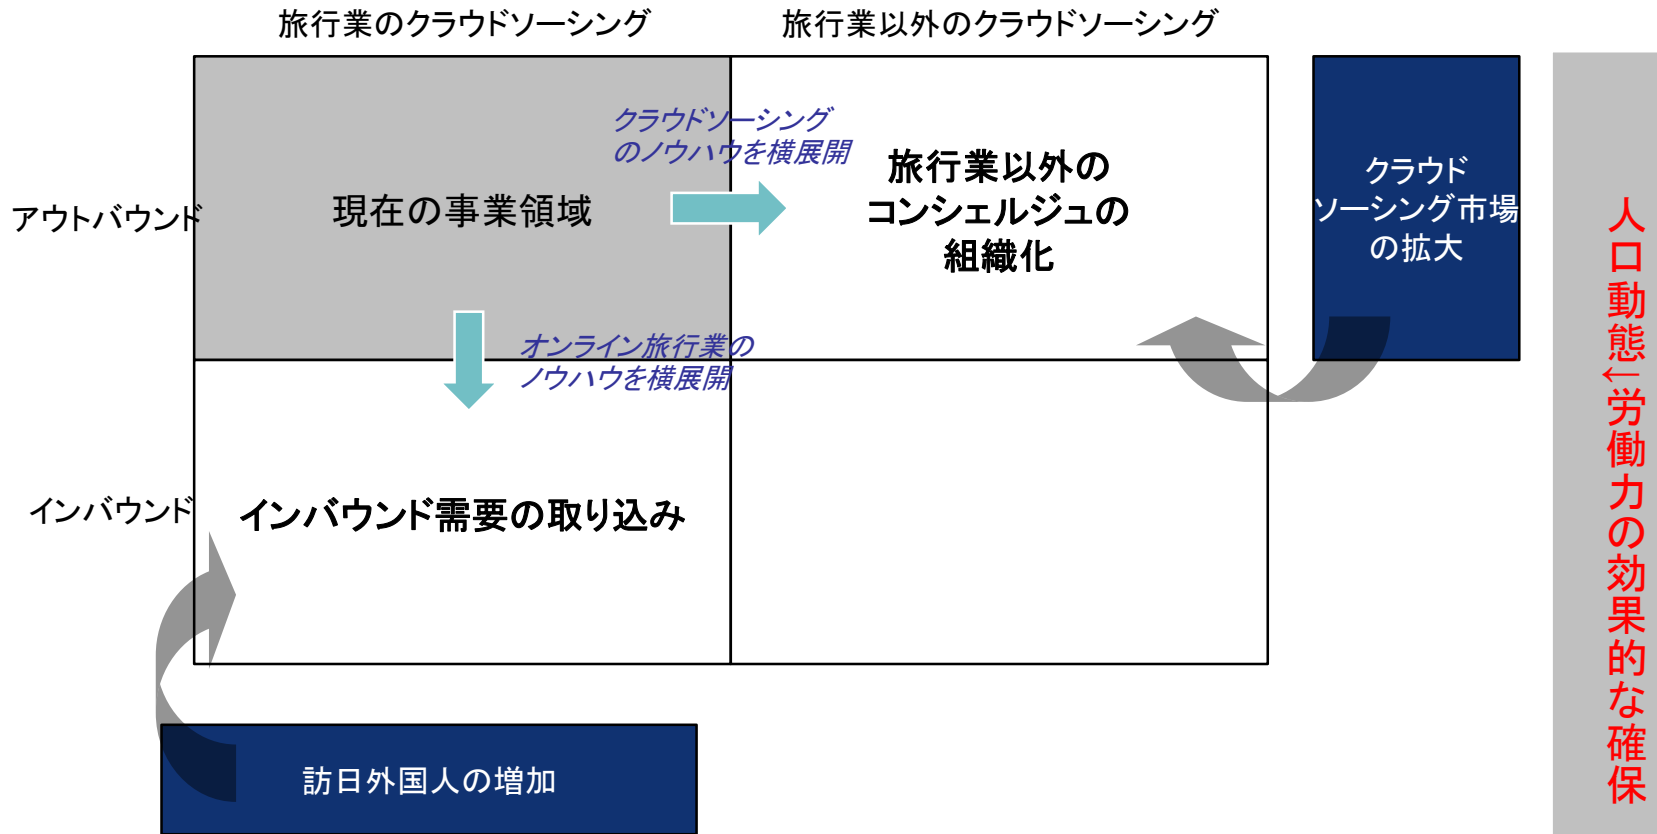 旅行業のクラウドソーシング
旅行業以外のクラウドソーシング
クラウドソーシング
のノウハウを横展開
アウトバウンド
現在の事業領域
旅行業以外の
コンシェルジュの
組織化
クラウド
ソーシング市場
の拡大
オンライン旅行業の
ノウハウを横展開
インバウンド
インバウンド需要の取り込み
訪日外国人の増加
人口動態↓労働力の効果的な確保